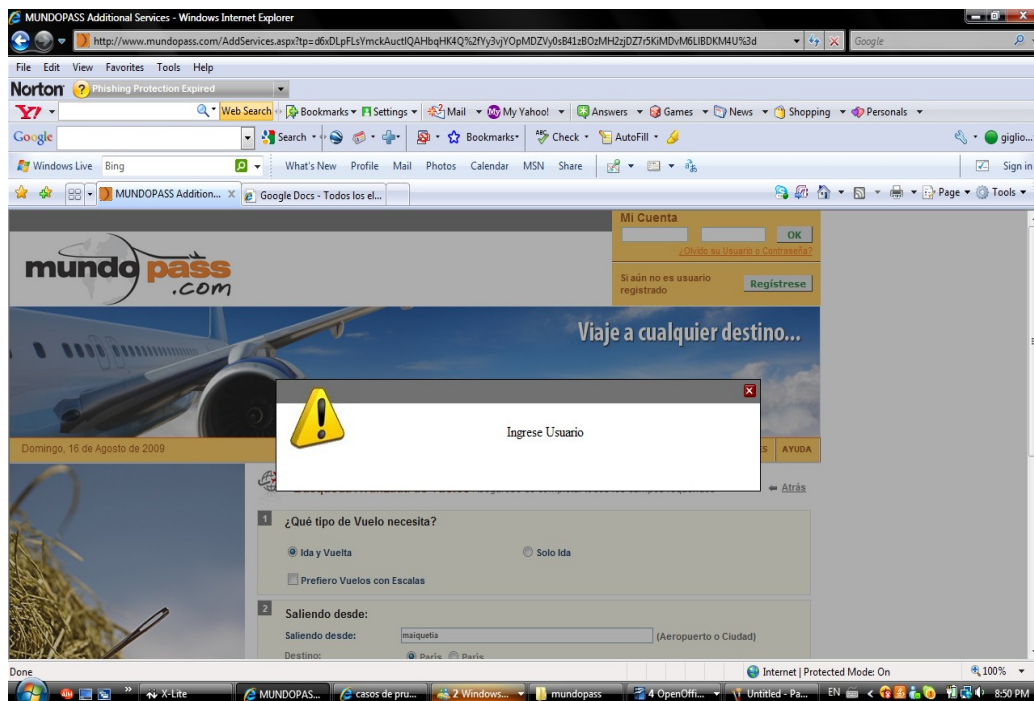 MUNDOPASS Additional Services - Windows Internet Explorer
http://www.mundopass.com/AddServices.aspx?tp=d6xDLpFLsYmckAuctIQAHbqHK4Q%2fYy3vjYOpMDZVy0sB41zBOzMH2zjDZ7r5KiMDvM6LIBDKM4U%3d Google
File Edit View Favorites Tools Help
Norton Phishing Protection Expired
Y! Web Search Bookmarks Settings Mail My Yahoo! Answers Games News Shopping Personals
Google Search Bookmarks Check AutoFill giglio...
Windows Live Bing What's New Profile Mail Photos Calendar MSN Share Sign in
MUNDOPASS Addition... Google Docs - Todos los el... Page Tools
Mi Cuenta
OK
¿Olvidó su Usuario o Contraseña?
mundo pass .com
Si aún no es usuario registrado Regístrese
Viaje a cualquier destino...
Ingrese Usuario
Domingo, 16 de Agosto de 2009 AYUDA
Atrás
1 ¿Qué tipo de Vuelo necesita?
Ida y Vuelta Solo Ida
Prefiero Vuelos con Escalas
2 Saliendo desde:
Saliendo desde: maiquetia (Aeropuerto o Ciudad)
Destino: Paris Paris
Done Internet | Protected Mode: On 100%
X-Lite MUNDOPAS... casos de pru... 2 Windows... mundopass 4 OpenOffi... Untitled - Pa... EN 8:50 PM